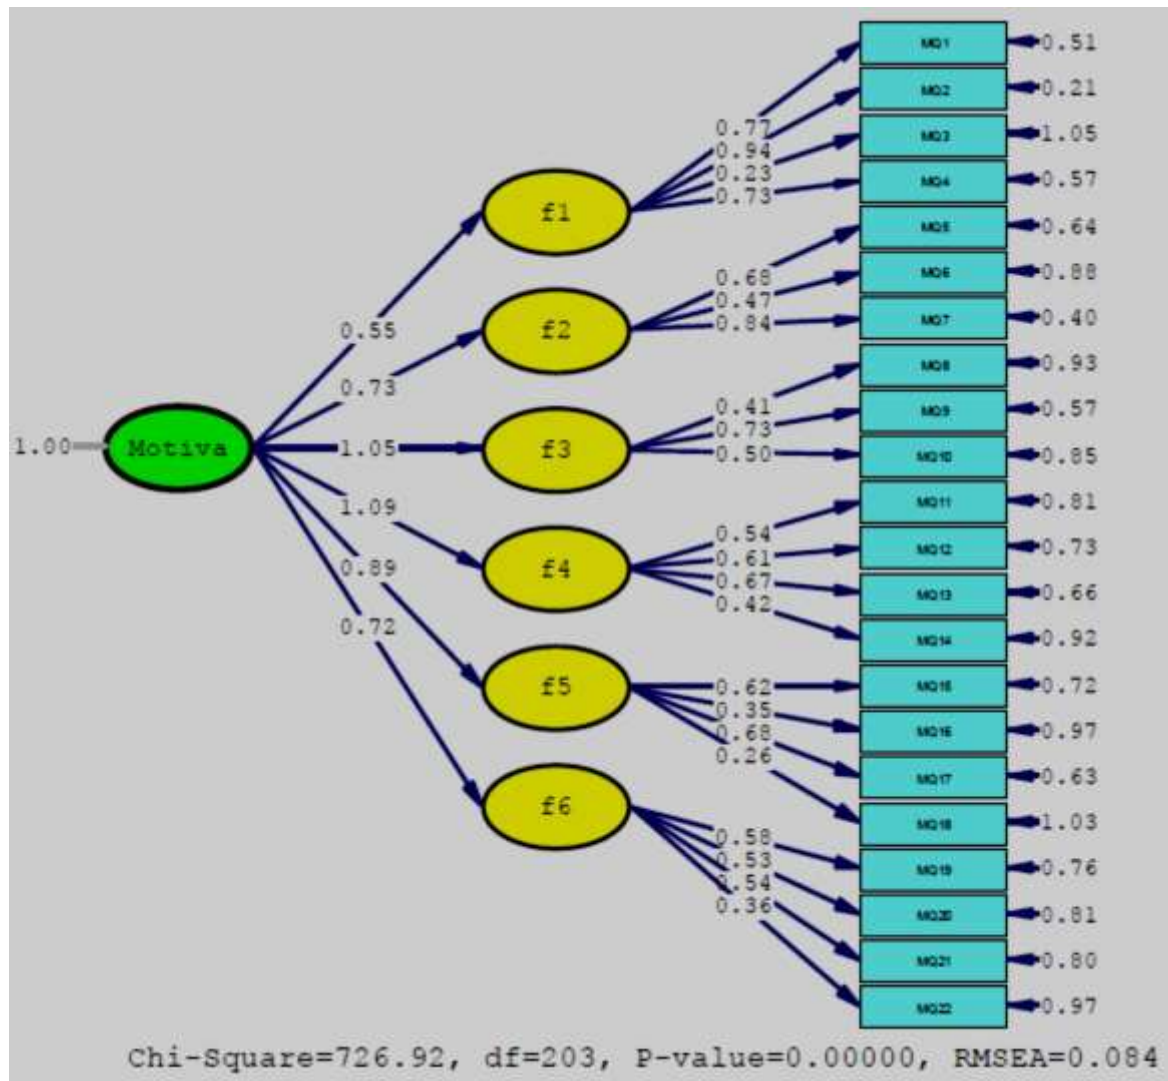 MQ1
0.51
MQ2
0.21
MQ3
1.05
MQ4
0.57
MQ5
0.64
MQ6
0.88
MQ7
0.40
MQ8
0.93
MQ9
0.57
MQ10
0.85
MQ11
0.81
MQ12
0.73
MQ13
0.66
MQ14
0.92
MQ15
0.72
MQ16
0.97
MQ17
0.63
MQ18
1.03
MQ19
0.76
MQ20
0.81
MQ21
0.80
MQ22
0.97
0.77
0.94
0.23
0.73
0.68
0.47
0.84
0.41
0.73
0.50
0.54
0.61
0.67
0.42
0.62
0.35
0.68
0.26
0.58
0.53
0.54
0.36
f1
f2
f3
f4
f5
f6
0.55
0.73
1.05
1.09
0.89
0.72
1.00
Motiva
Chi-Square=726.92, df=203, P-value=0.00000, RMSEA=0.084